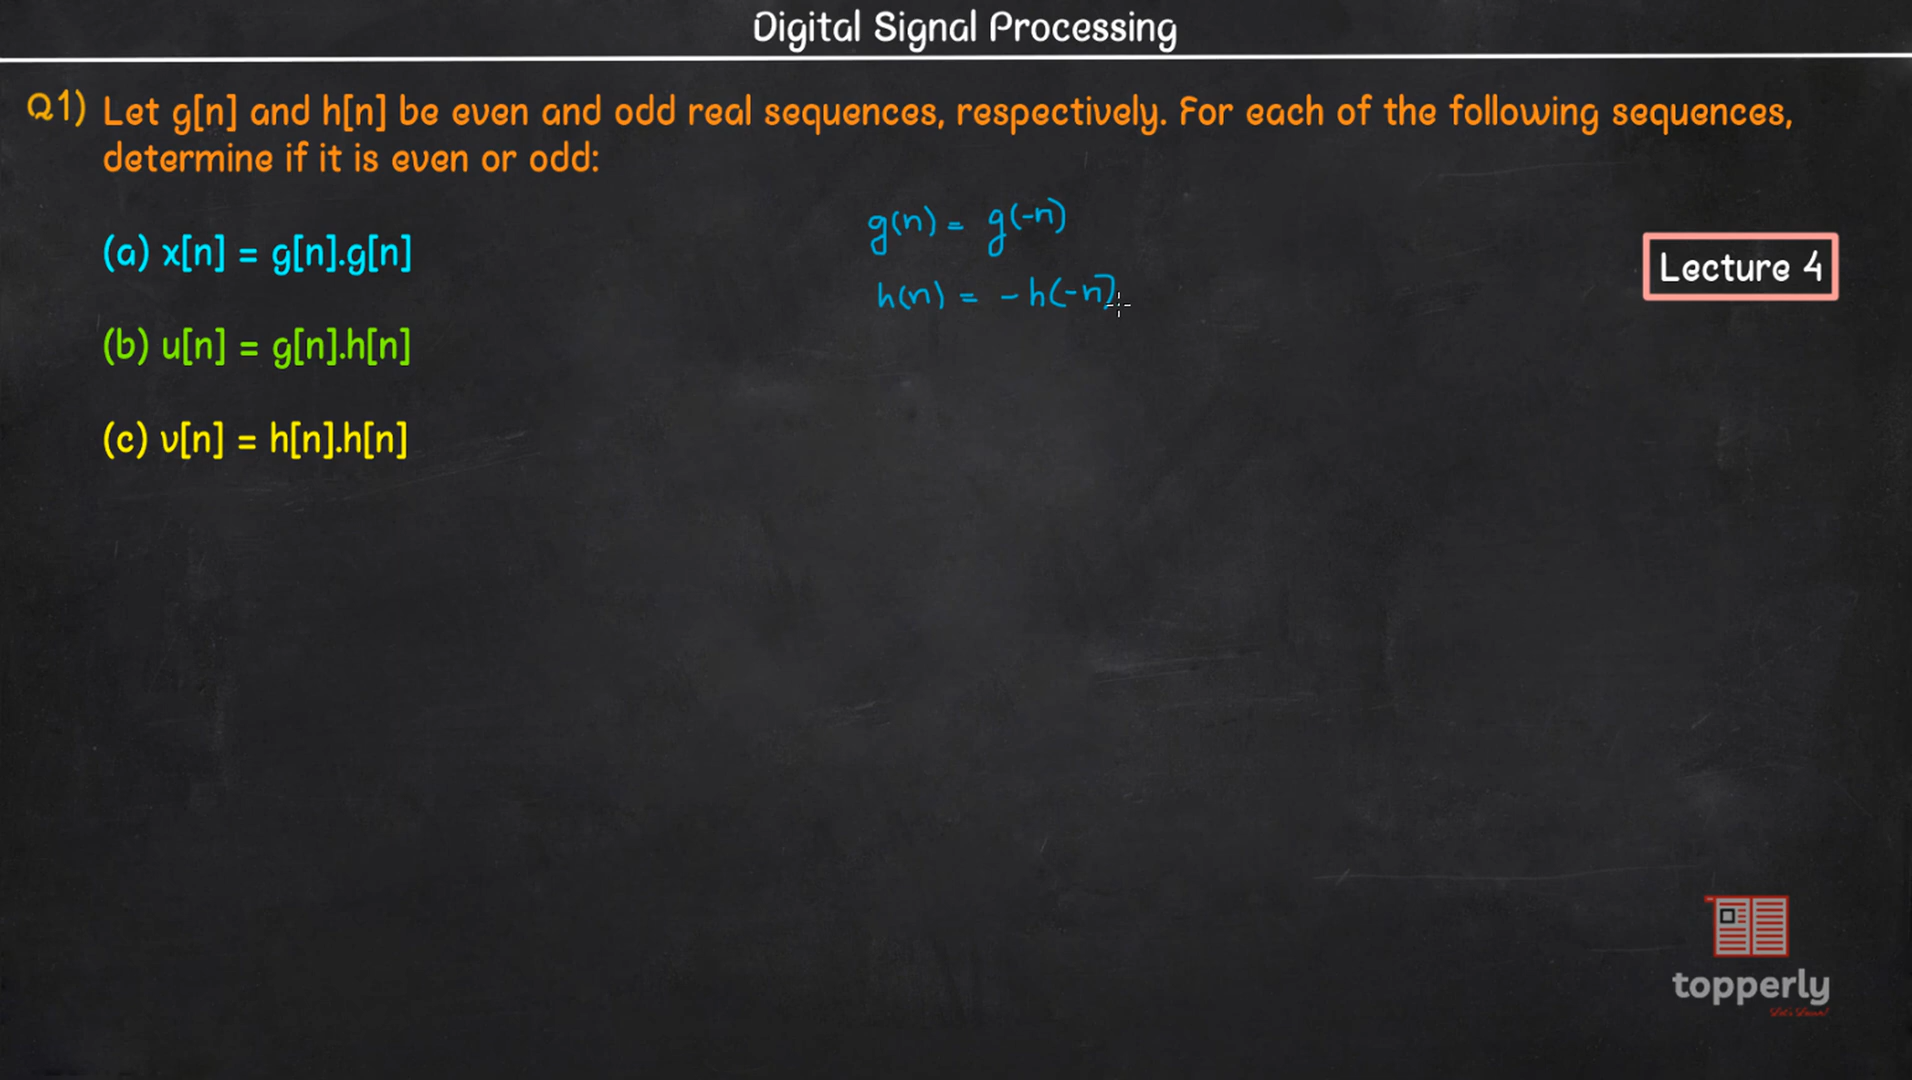 Digital Signal Processing
Q1) Let g[n] and h[n] be even and odd real sequences, respectively. For each of the following sequences,
determine if it is even or odd:
g(n) = g(-n)
(a) x[n] = g[n].g[n]
Lecture 4
h(n) = -h(-n)
(b) u[n] = g[n].h[n]
(c) v[n] = h[n].h[n]
topperly